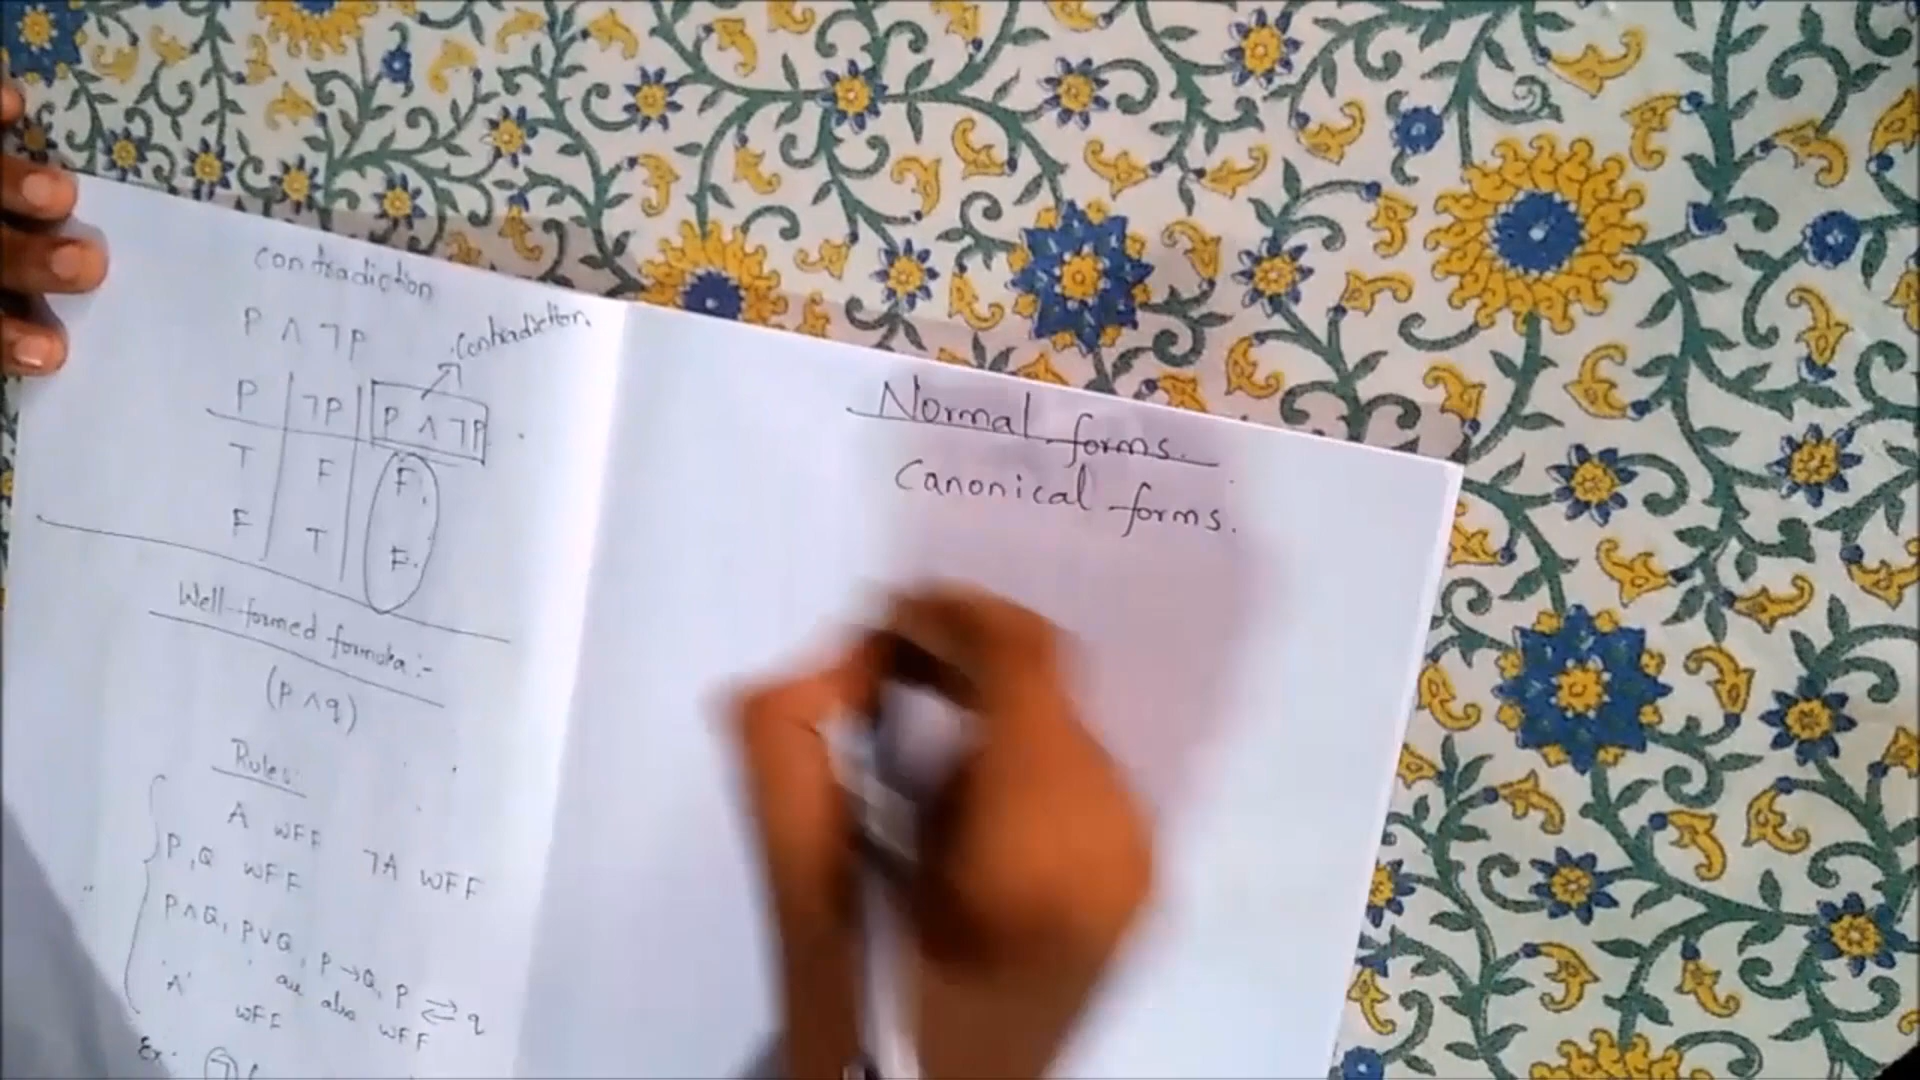 contradiction
P ∧ ¬P
Contradiction.
P ¬P P ∧ ¬P
T F F
F T F
Well-formed formula :-
(P ∧ q)
Rules:
A WFF ¬A WFF
P, Q WFF
P∧Q, P∨Q, P→Q, P ⇄ q
'A' are also WFF
WFF
Ex.
Normal forms.
Canonical forms.